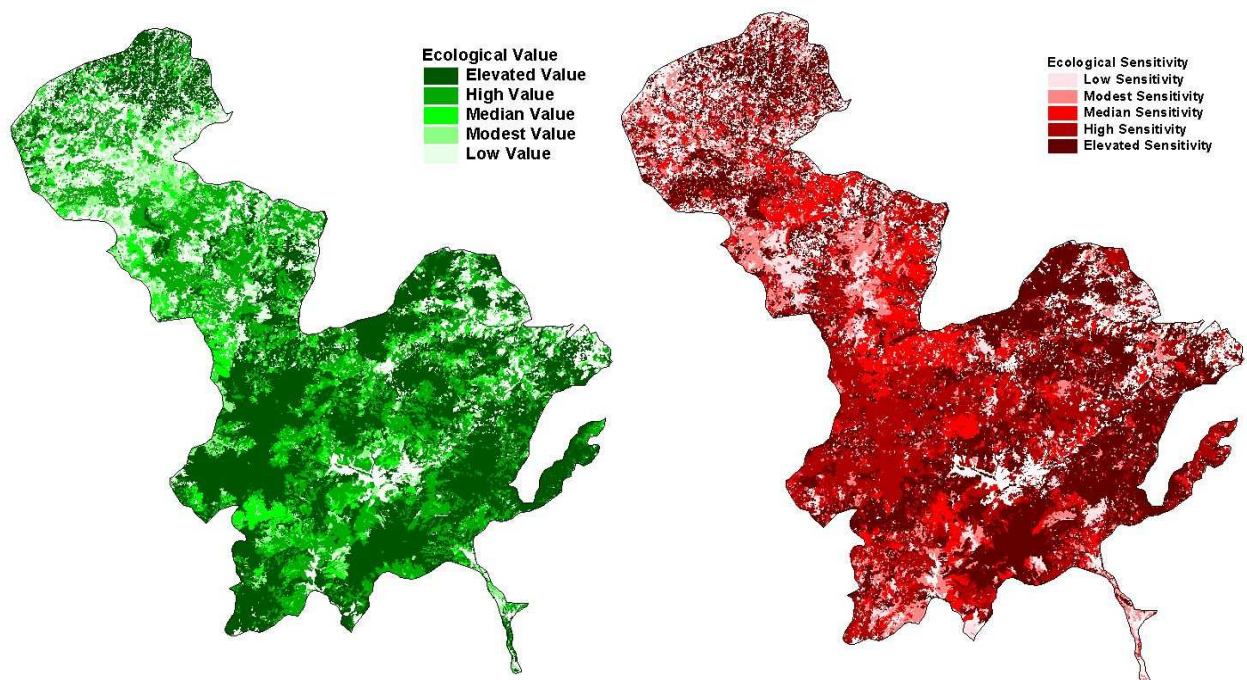 Ecological Value
Elevated Value
High Value
Median Value
Modest Value
Low Value
Ecological Sensitivity
Low Sensitivity
Modest Sensitivity
Median Sensitivity
High Sensitivity
Elevated Sensitivity